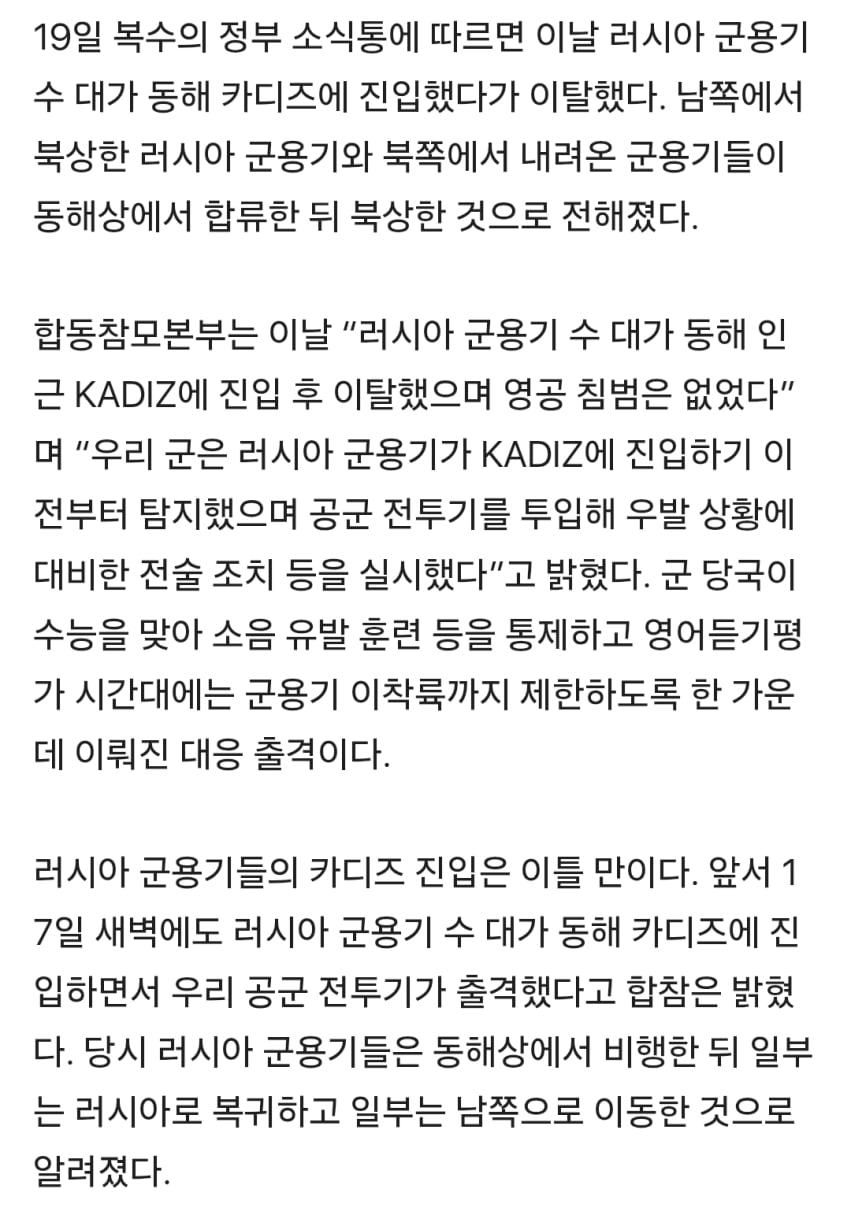 19일 복수의 정부 소식통에 따르면 이날 러시아 군용기
수 대가 동해 카디즈에 진입했다가 이탈했다. 남쪽에서
북상한 러시아 군용기와 북쪽에서 내려온 군용기들이
동해상에서 합류한 뒤 북상한 것으로 전해졌다.
합동참모본부는 이날 “러시아 군용기 수 대가 동해 인
근 KADIZ에 진입 후 이탈했으며 영공 침범은 없었다”
며 “우리 군은 러시아 군용기가 KADIZ에 진입하기 이
전부터 탐지했으며 공군 전투기를 투입해 우발 상황에
대비한 전술 조치 등을 실시했다”고 밝혔다. 군 당국이
수능을 맞아 소음 유발 훈련 등을 통제하고 영어듣기평
가 시간대에는 군용기 이착륙까지 제한하도록 한 가운
데 이뤄진 대응 출격이다.
러시아 군용기들의 카디즈 진입은 이틀 만이다. 앞서 1
7일 새벽에도 러시아 군용기 수 대가 동해 카디즈에 진
입하면서 우리 공군 전투기가 출격했다고 합참은 밝혔
다. 당시 러시아 군용기들은 동해상에서 비행한 뒤 일부
는 러시아로 복귀하고 일부는 남쪽으로 이동한 것으로
알려졌다.